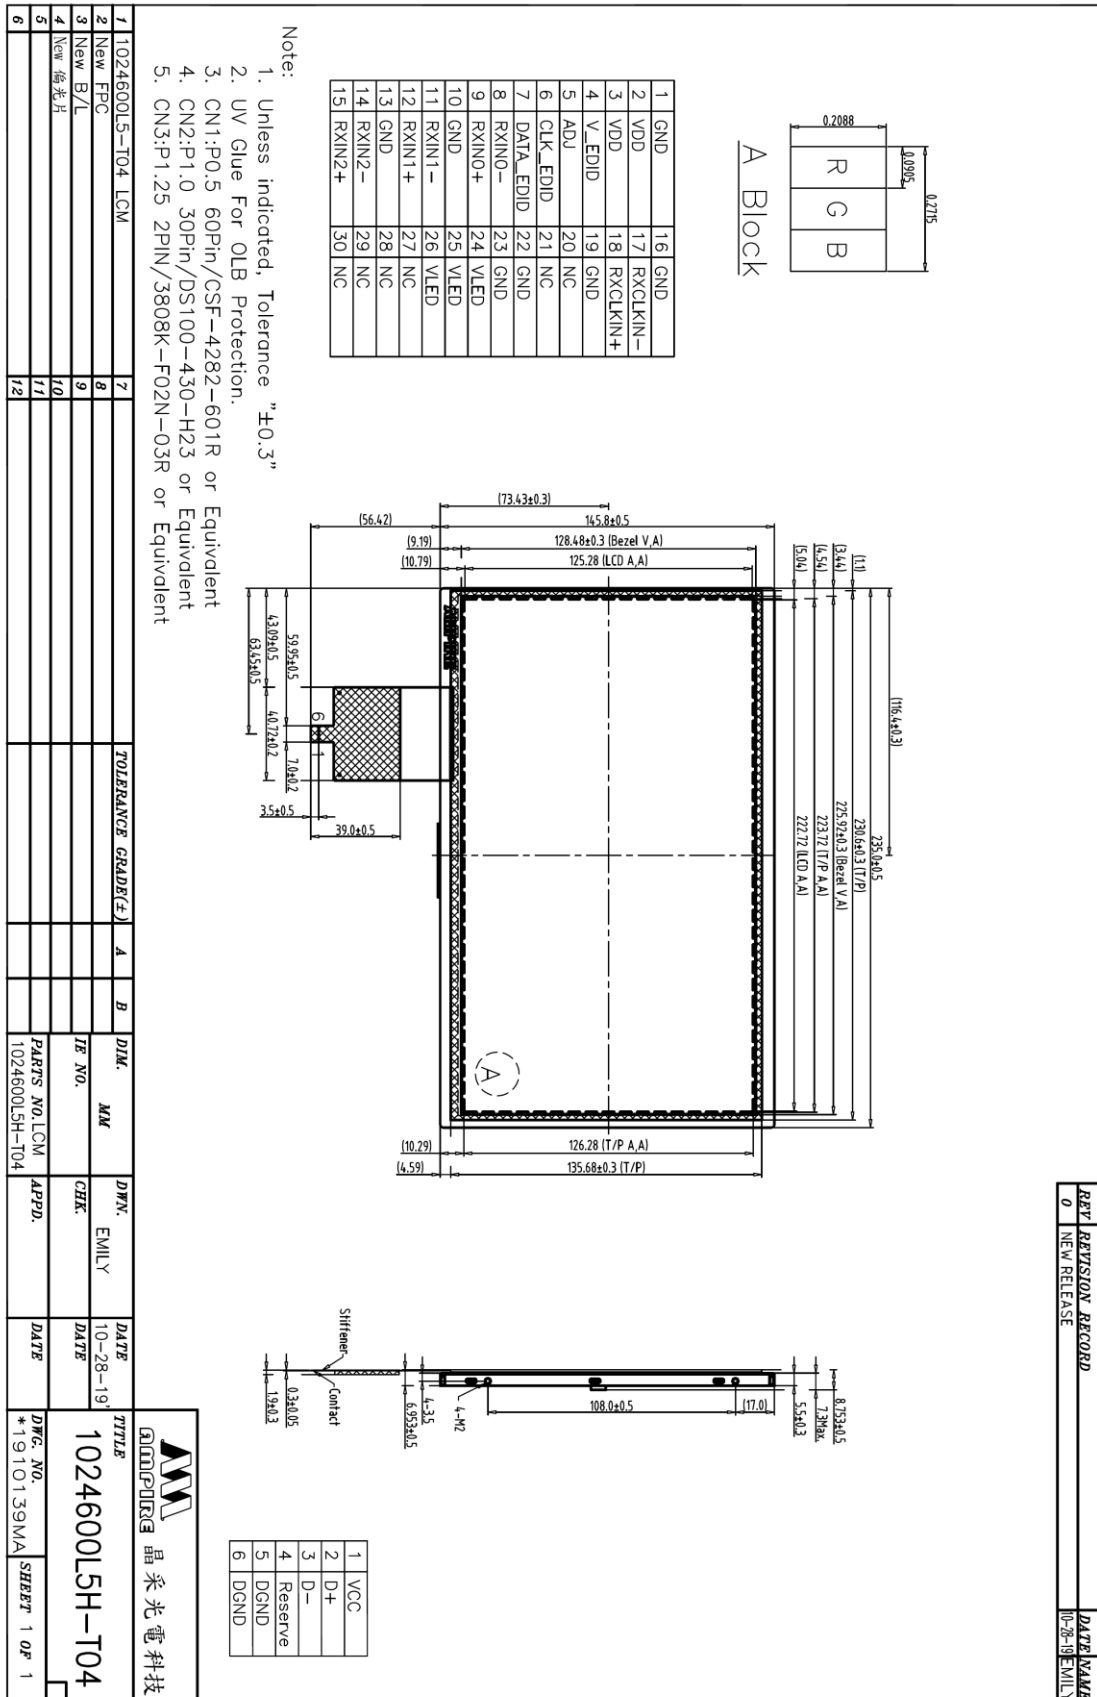 REV REVISION RECORD DATE NAME
0 NEW RELEASE 10-28-19' EMILY
0.2715
0.0905
0.2088
R G B
A Block
1 GND 16 GND
2 VDD 17 RXCLKIN-
3 VDD 18 RXCLKIN+
4 V_EDID 19 GND
5 ADJ 20 NC
6 CLK_EDID 21 NC
7 DATA_EDID 22 GND
8 RXIN0- 23 GND
9 RXIN0+ 24 VLED
10 GND 25 VLED
11 RXIN1- 26 VLED
12 RXIN1+ 27 NC
13 GND 28 NC
14 RXIN2- 29 NC
15 RXIN2+ 30 NC
235.0±0.5
230.6±0.3 (T/P)
225.92±0.3 (Bezel V,A)
223.72 (T/P A,A)
222.72 (LCD A,A)
(116.4±0.3)
(1.1)
(3.44)
(4.54)
(5.04)
145.8±0.5
128.48±0.3 (Bezel V,A)
125.28 (LCD A,A)
(73.43±0.3)
(9.19)
(10.79)
(56.42)
126.28 (T/P A,A)
135.68±0.3 (T/P)
(10.29)
(4.59)
A
AMPIRE
59.95±0.5
43.09±0.5
63.45±0.5
40.72±0.2
7.0±0.2
6 1
3.5±0.5
39.0±0.5
8.753±0.5
7.3Max.
5.5±0.3
(17.0)
108.0±0.5
4-M2
4-3.5
6.953±0.5
Contact
Stiffener
0.3±0.05
1.9±0.3
1 VCC
2 D+
3 D-
4 Reserve
5 DGND
6 DGND
Note:
1. Unless indicated, Tolerance "±0.3"
2. UV Glue For OLB Protection.
3. CN1:P0.5 60Pin/CSF-4282-601R or Equivalent
4. CN2:P1.0 30Pin/DS100-430-H23 or Equivalent
5. CN3:P1.25 2PIN/3808K-F02N-03R or Equivalent
AMPIRE 晶采光電科技
1 1024600L5-T04 LCM 7 TOLERANCE GRADE(±) A B
2 New FPC 8
3 New B/L 9
4 New 偏光片 10
5 11
6 12
DIM. MM
DWN. EMILY
DATE 10-28-19'
TITLE
1024600L5H-T04
IE NO.
CHK.
DATE
PARTS NO. LCM
1024600L5H-T04
APPD.
DATE
DWG. NO.
*1910139MA
SHEET 1 OF 1